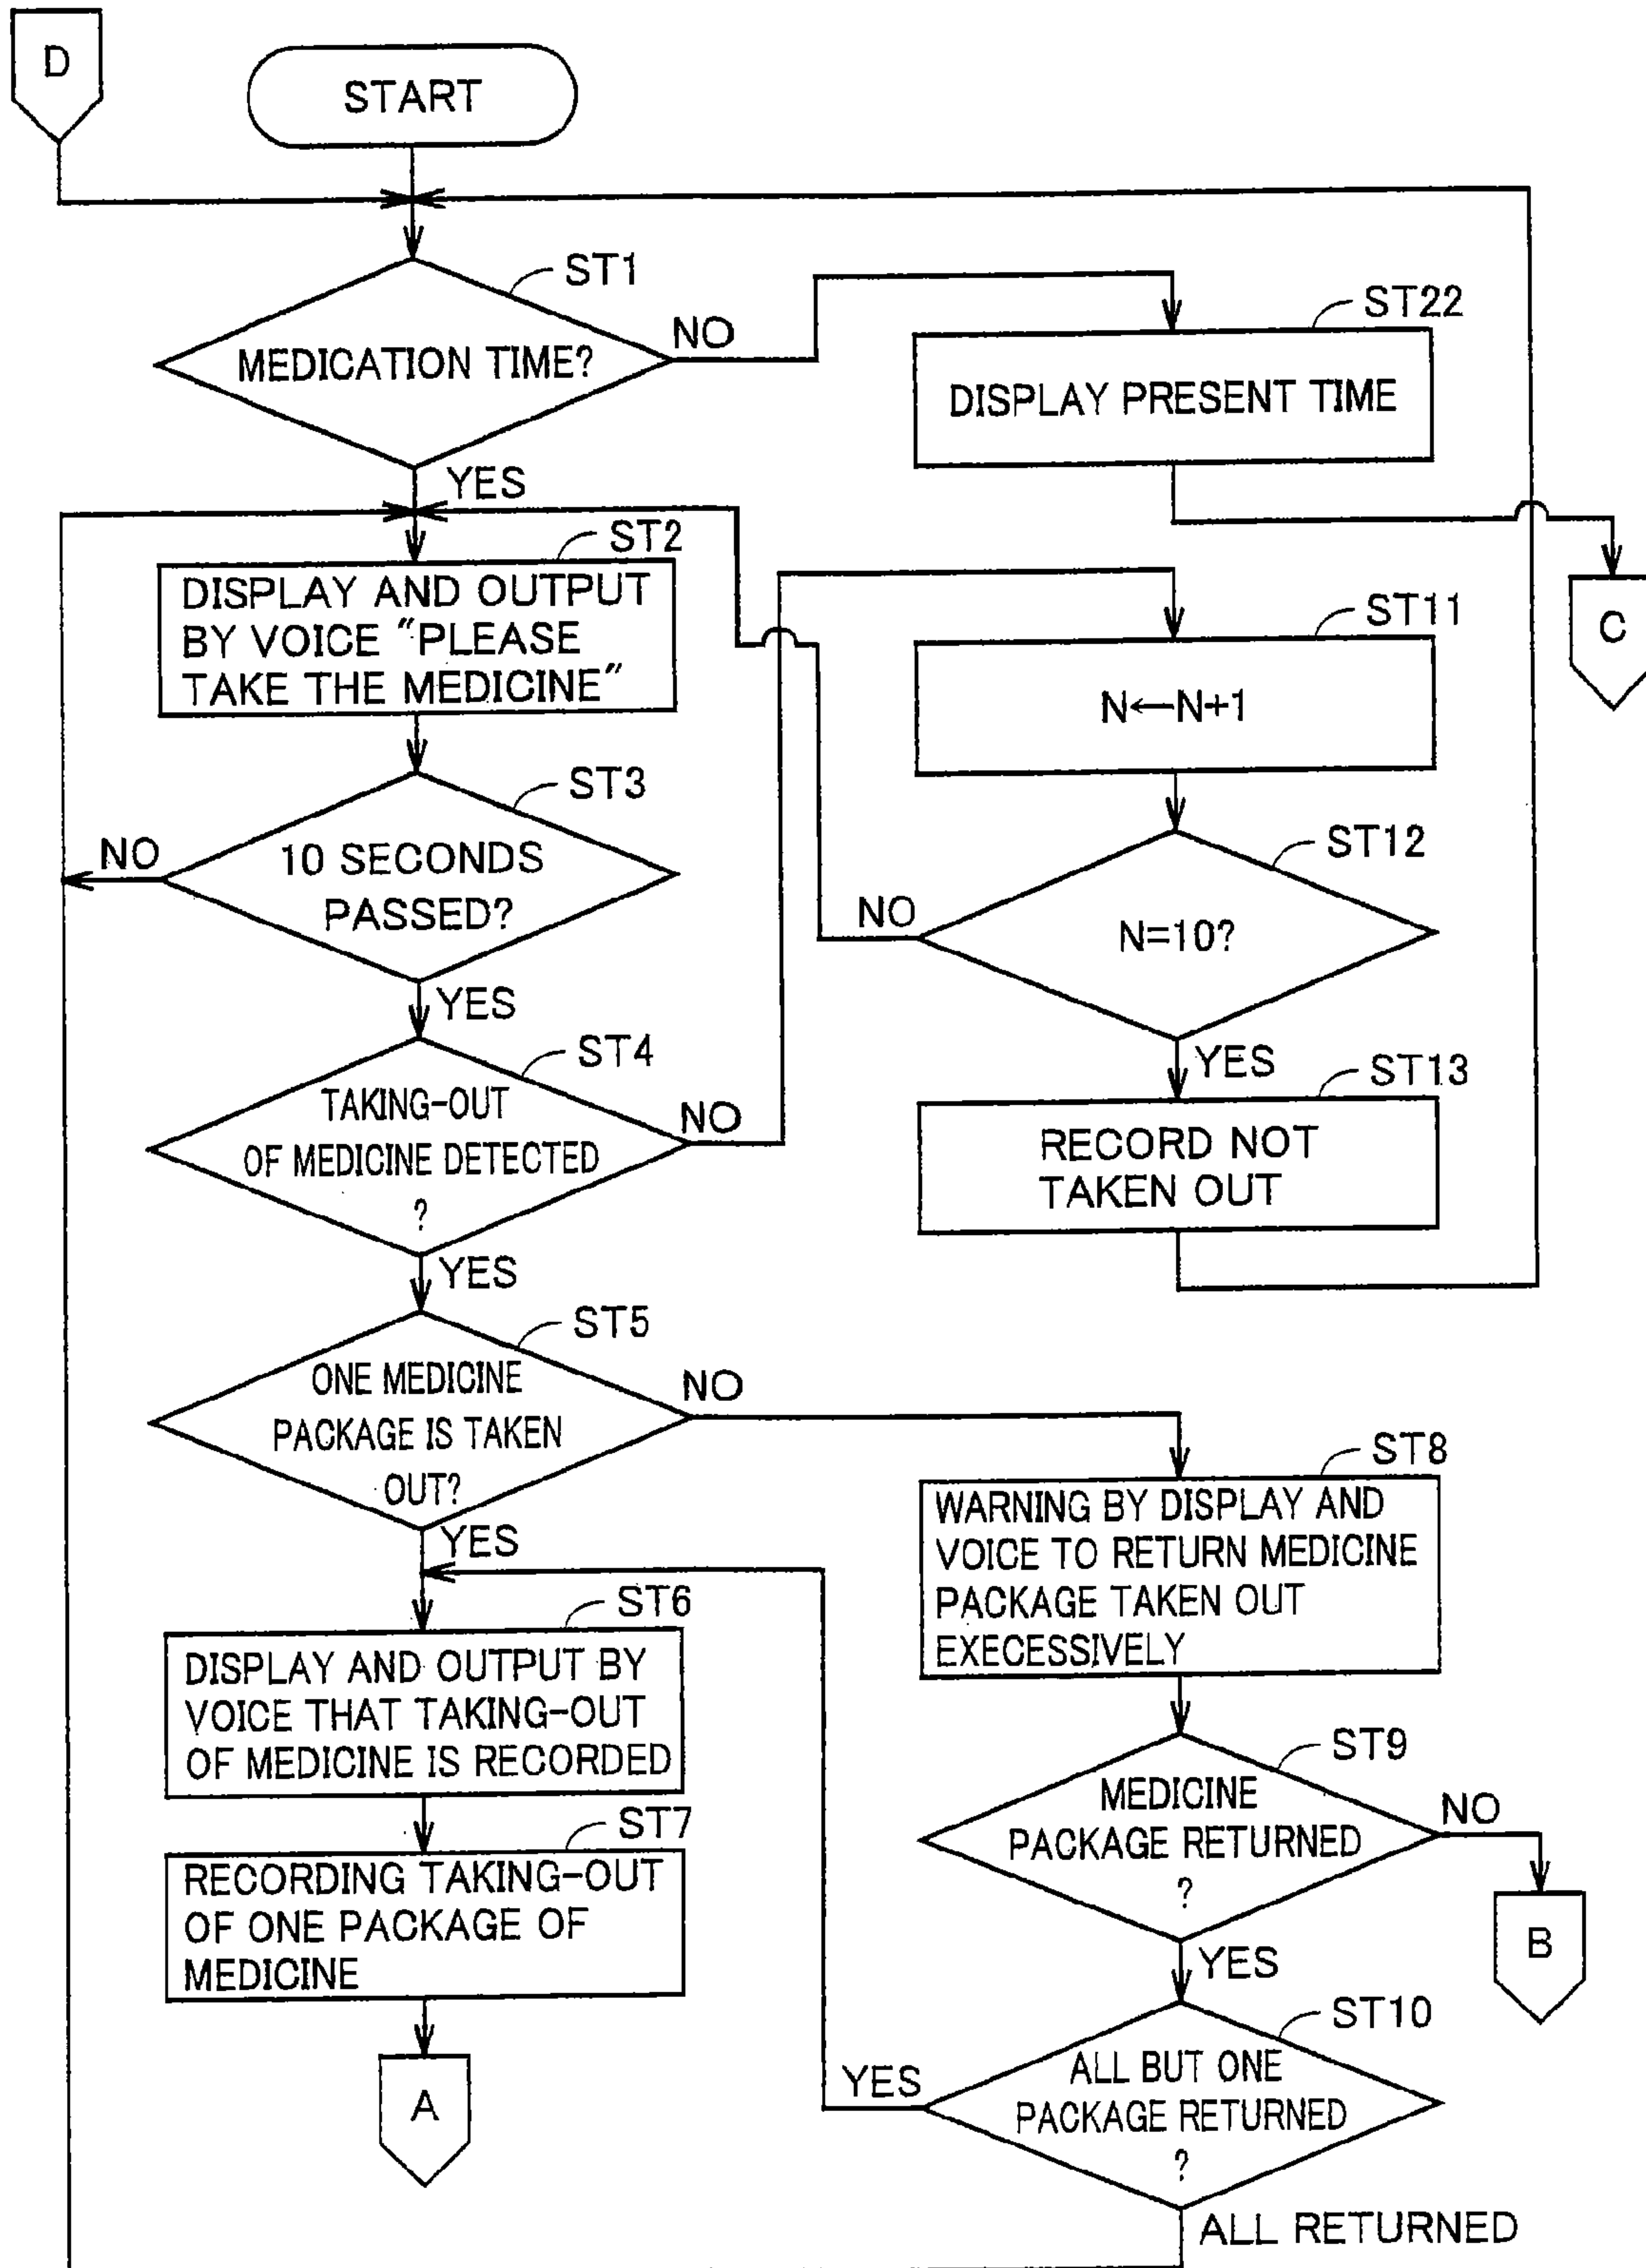 D
START
ST1
MEDICATION TIME?
NO
YES
ST22
DISPLAY PRESENT TIME
C
ST2
DISPLAY AND OUTPUT
BY VOICE "PLEASE
TAKE THE MEDICINE"
ST11
N←N+1
ST3
10 SECONDS
PASSED?
NO
YES
ST12
N=10?
NO
YES
ST4
TAKING-OUT
OF MEDICINE DETECTED
?
NO
YES
ST13
RECORD NOT
TAKEN OUT
ST5
ONE MEDICINE
PACKAGE IS TAKEN
OUT?
NO
YES
ST8
WARNING BY DISPLAY AND
VOICE TO RETURN MEDICINE
PACKAGE TAKEN OUT
EXECESSIVELY
ST6
DISPLAY AND OUTPUT BY
VOICE THAT TAKING-OUT
OF MEDICINE IS RECORDED
ST9
MEDICINE
PACKAGE RETURNED
?
NO
YES
B
ST7
RECORDING TAKING-OUT
OF ONE PACKAGE OF
MEDICINE
A
ST10
ALL BUT ONE
PACKAGE RETURNED
?
YES
ALL RETURNED